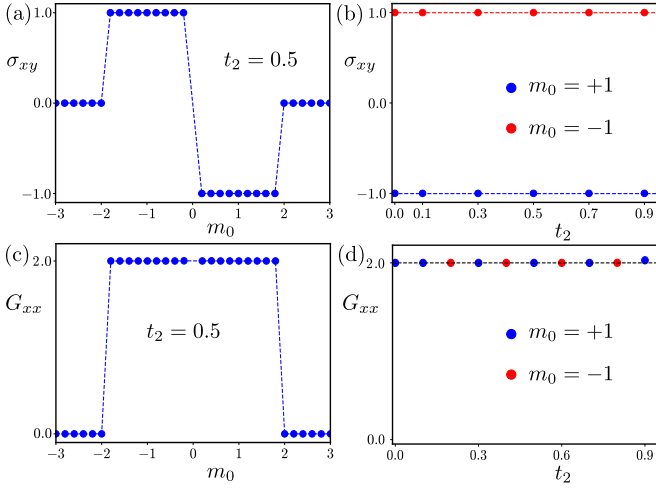 (a)
1.0
σxy
0.0
−1.0
t2 = 0.5
−3 −2 −1 0 1 2 3
m0
(b)
1.0
σxy
0.0
−1.0
m0 = +1
m0 = −1
0.0 0.1 0.3 0.5 0.7 0.9
t2
(c)
2.0
Gxx
0.0
t2 = 0.5
−3 −2 −1 0 1 2 3
m0
(d)
2.0
Gxx
0.0
m0 = +1
m0 = −1
0.0 0.3 0.6 0.9
t2